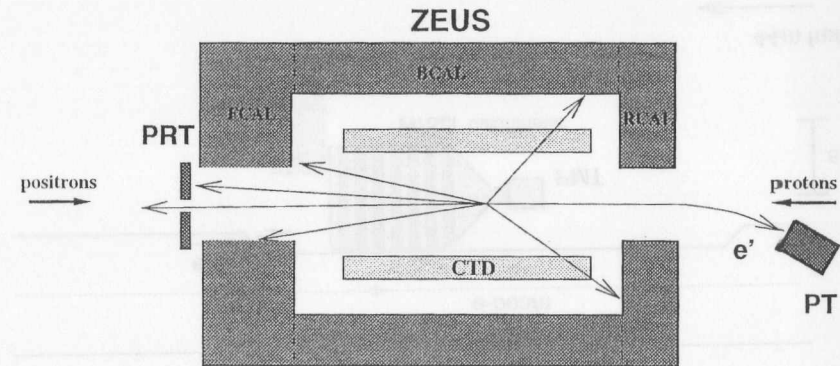 ZEUS
BCAL
FCAL
RCAL
PRT
positrons
protons
e'
CTD
PT